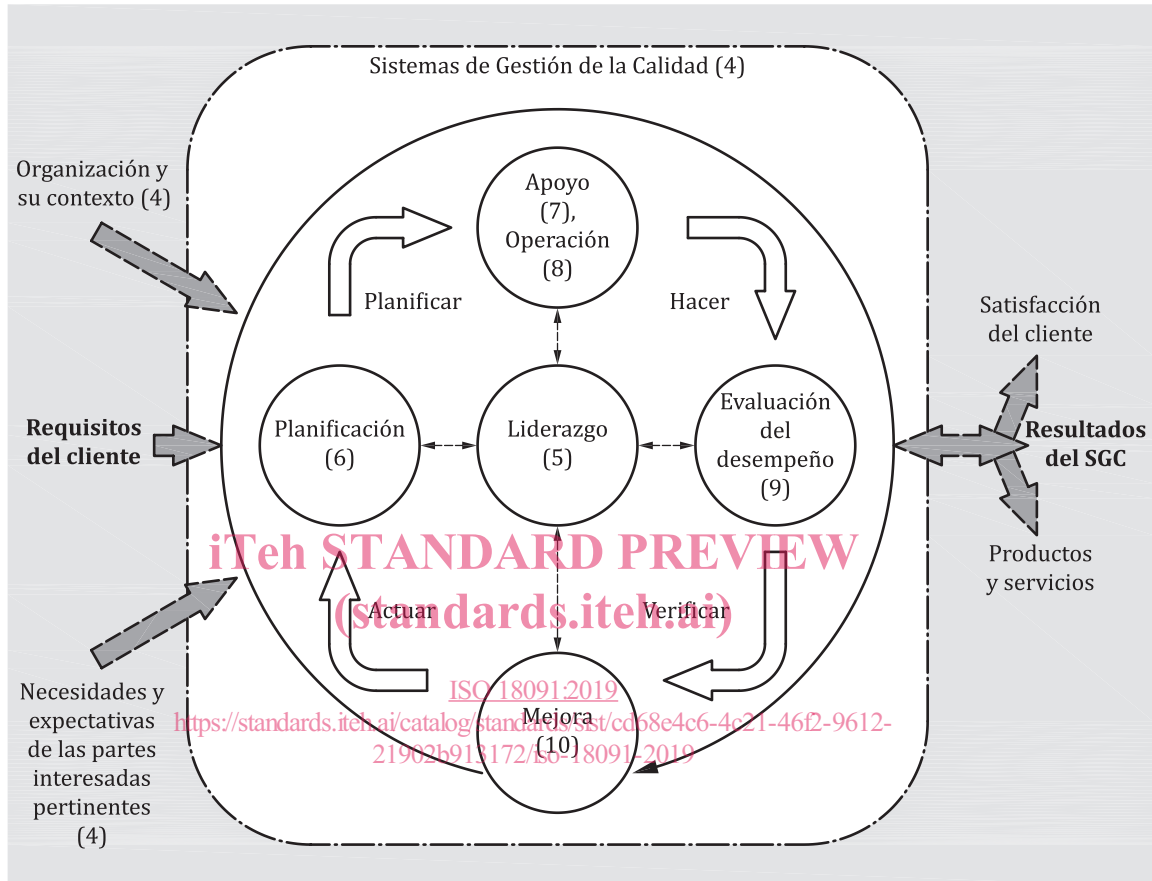 Sistemas de Gestión de la Calidad (4)
Organización y
su contexto (4)
Apoyo
(7),
Operación
(8)
Planificar
Hacer
Satisfacción
del cliente
Requisitos
del cliente
Planificación
(6)
Liderazgo
(5)
Evaluación
del
desempeño
(9)
Resultados
del SGC
iTeh STANDARD PREVIEW
(standards.iteh.ai)
Productos
y servicios
Actuar
Verificar
Necesidades y
expectativas
de las partes
interesadas
pertinentes
(4)
ISO 18091:2019
Mejora
(10)
https://standards.iteh.ai/catalog/standards/sist/cd68e4c6-4c21-46f2-9612-
21902b913172/iso-18091-2019